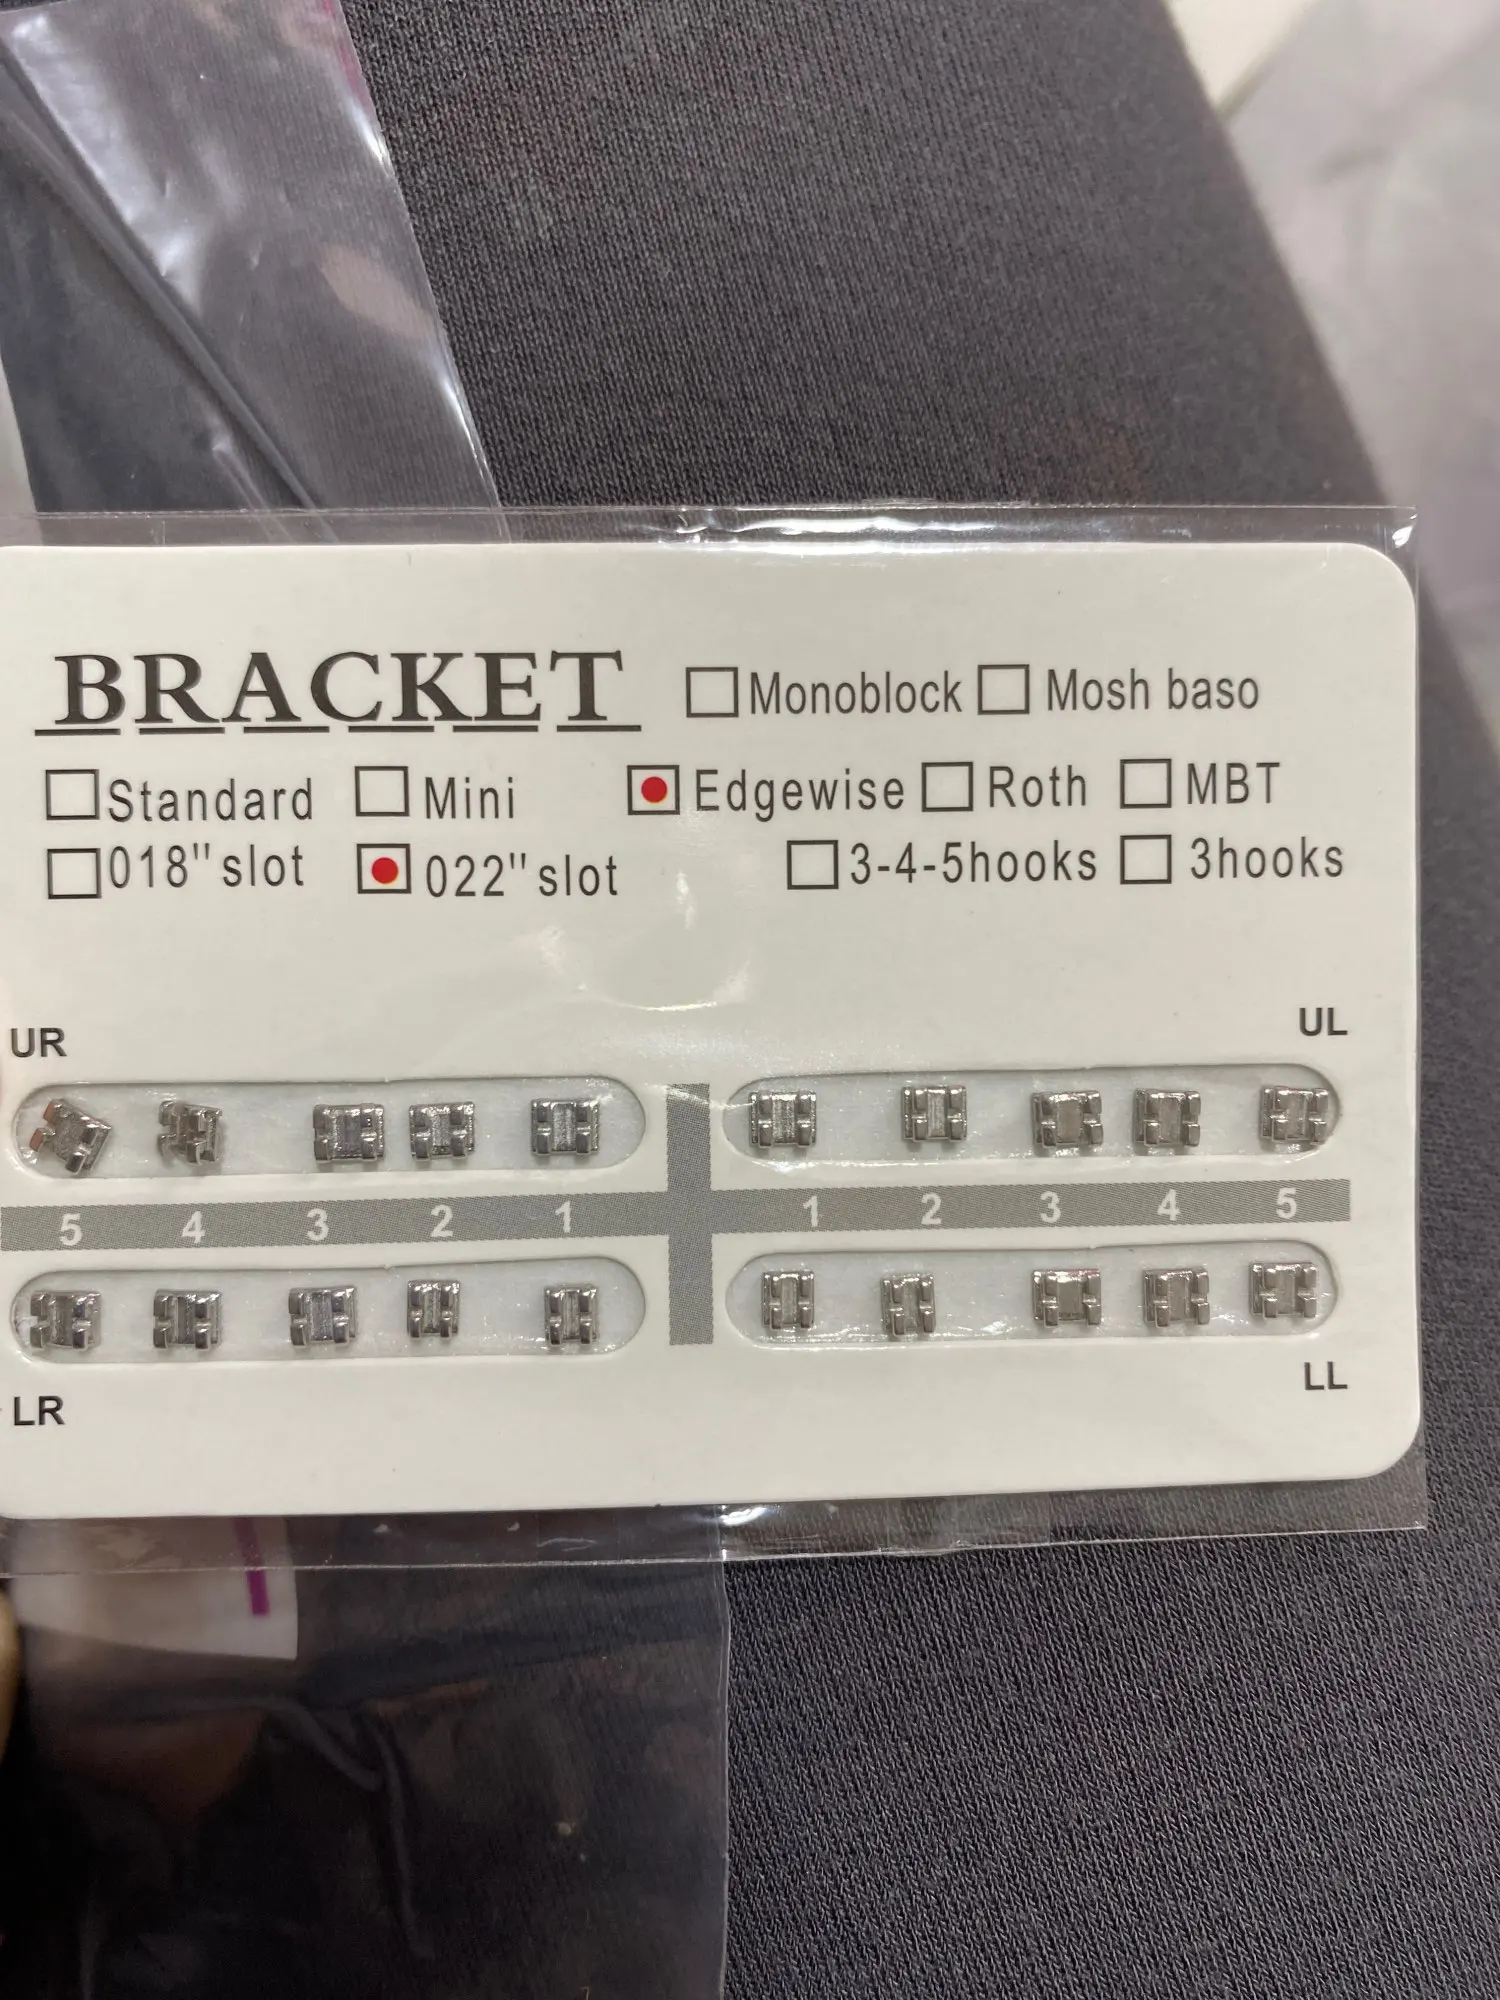 BRACKET Monoblock Mosh baso
Standard Mini Edgewise Roth MBT
018" slot 022" slot 3-4-5hooks 3hooks
UR UL
5 4 3 2 1 1 2 3 4 5
LR LL